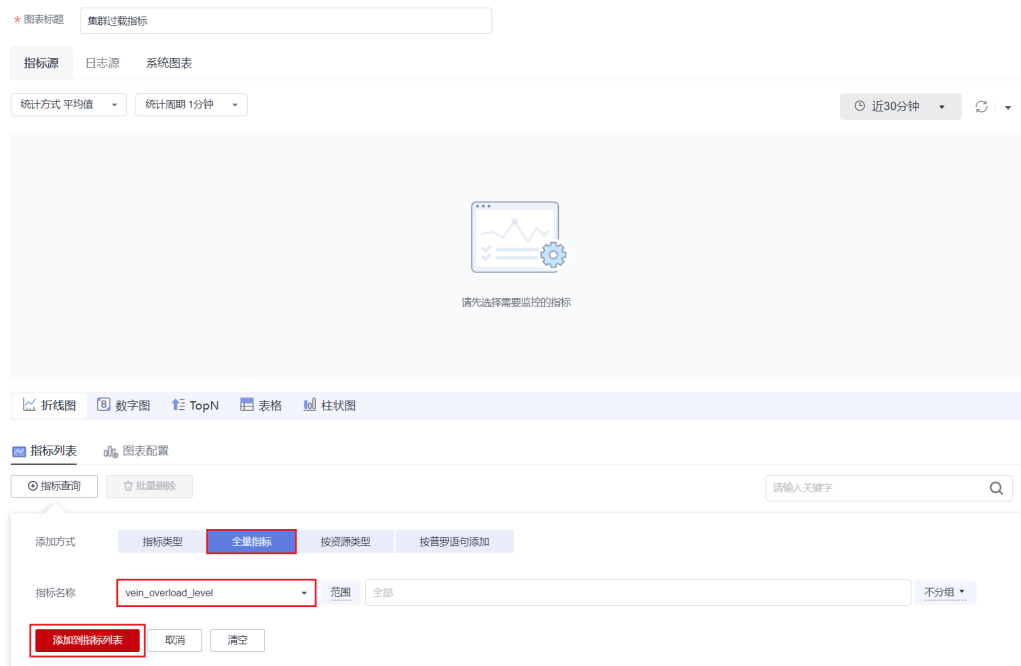 * 图表标题 集群过载指标
指标源 日志源 系统图表
统计方式 平均值 统计周期 1分钟 近30分钟
请先选择需要监控的指标
折线图 数字图 TopN 表格 柱状图
指标列表 图表配置
指标查询 批量删除 请输入关键字
添加方式 指标类型 全量指标 按资源类型 按普罗语句添加
指标名称 vein_overload_level 范围 全部 不分组
添加到指标列表 取消 清空